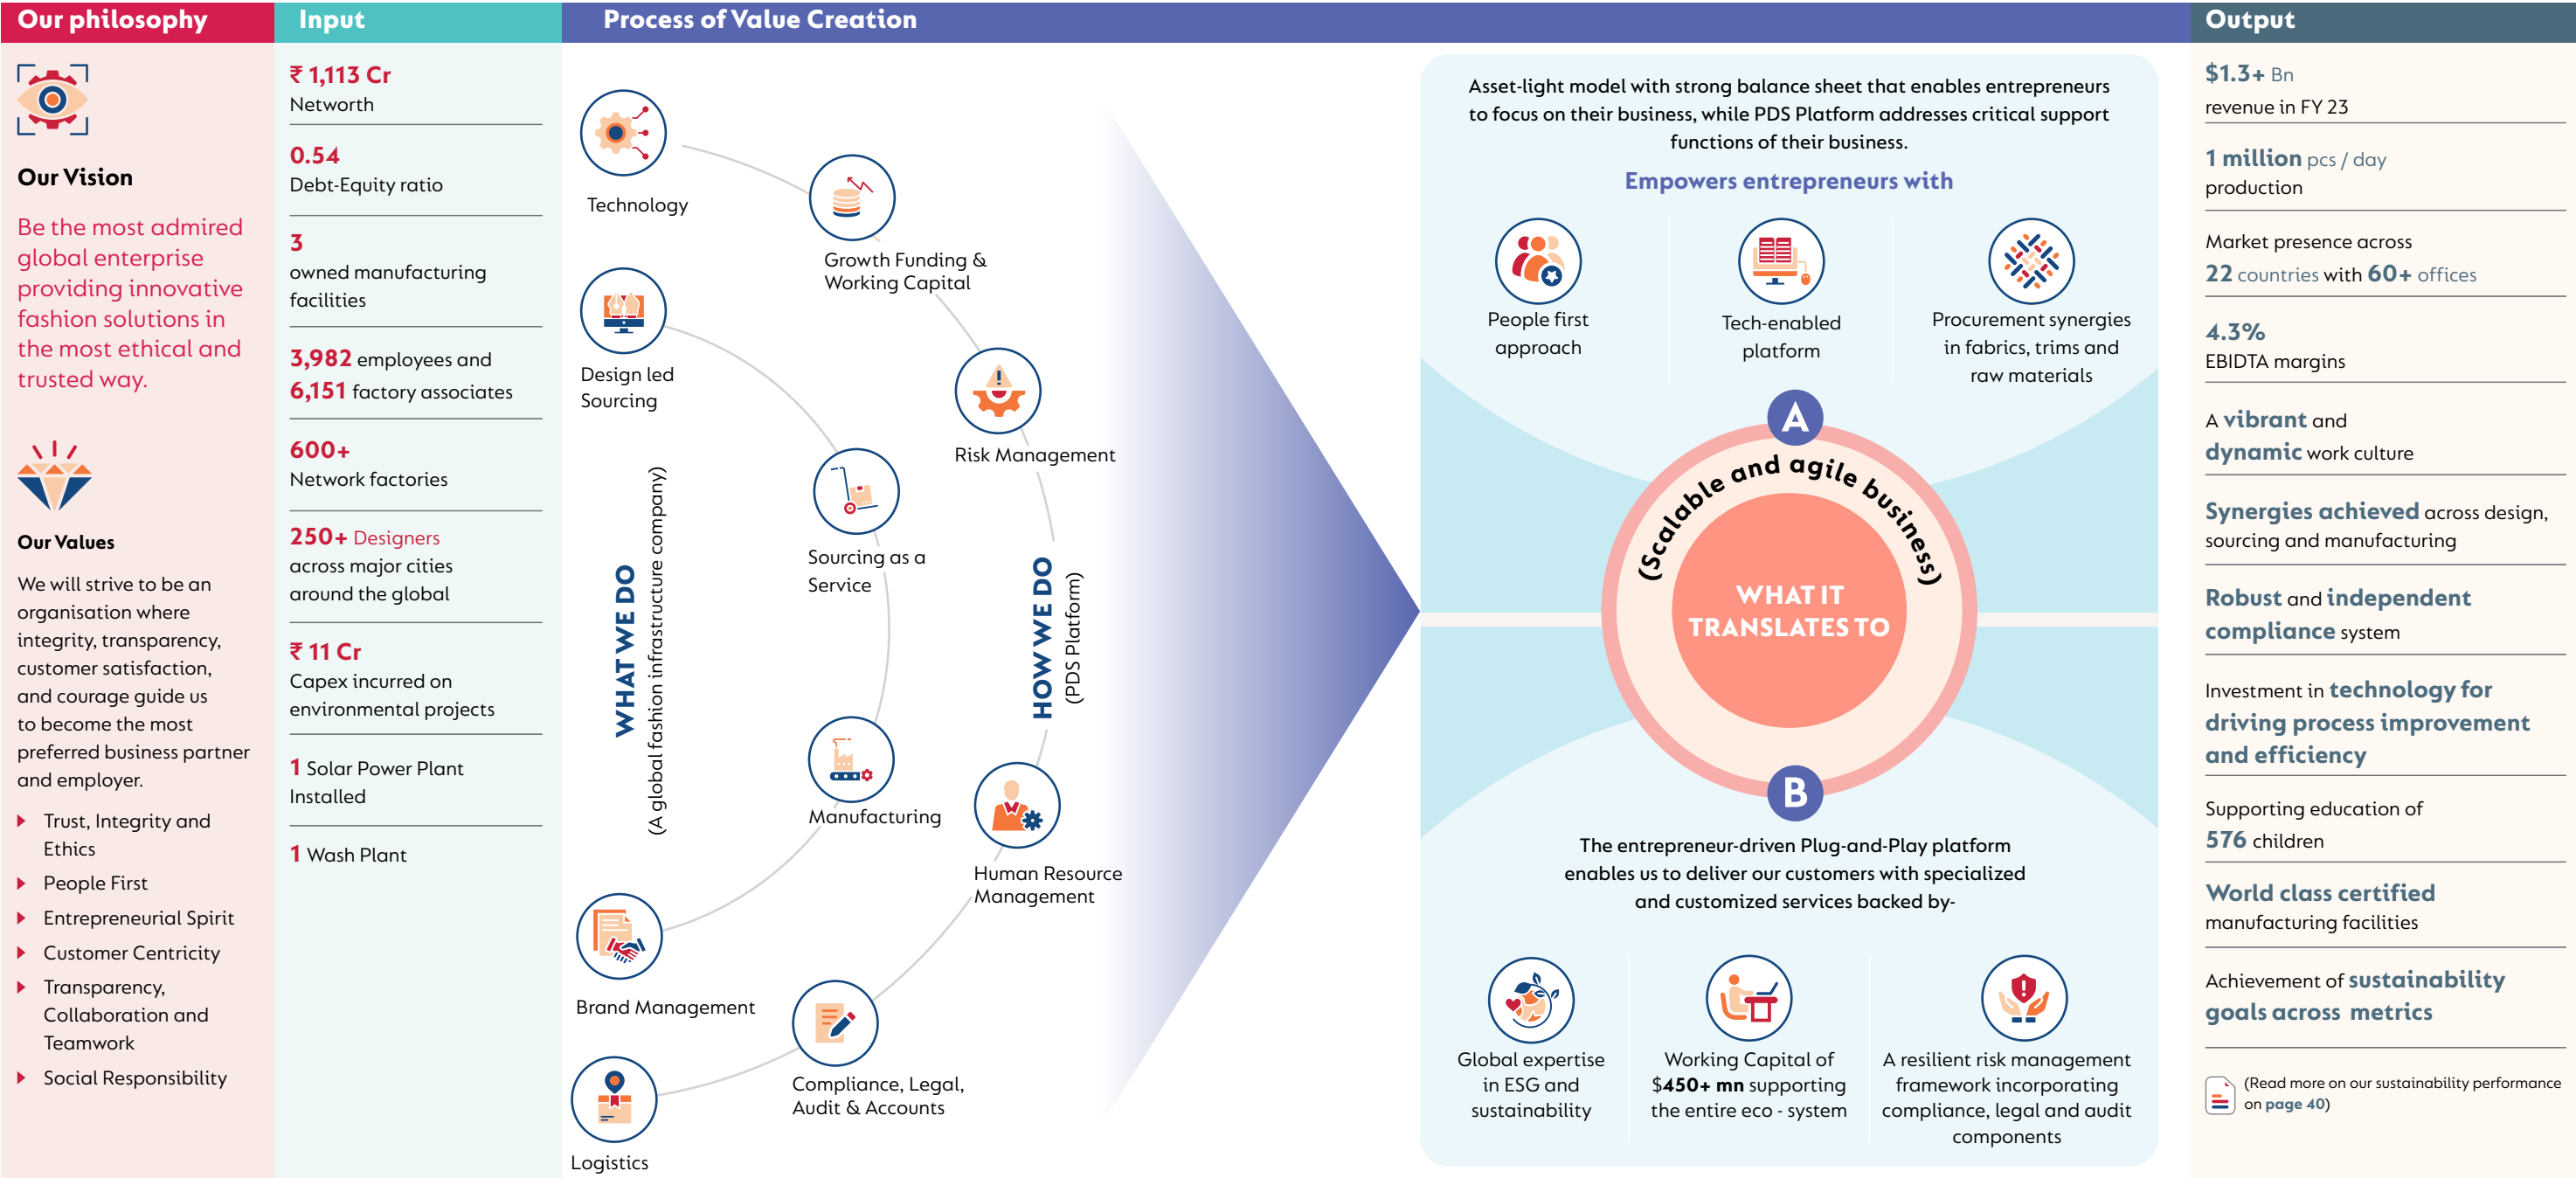 Our philosophy
Our Vision
Be the most admired
global enterprise
providing innovative
fashion solutions in
the most ethical and
trusted way.
Our Values
We will strive to be an
organisation where
integrity, transparency,
customer satisfaction,
and courage guide us
to become the most
preferred business partner
and employer.
Trust, Integrity and
Ethics
People First
Entrepreneurial Spirit
Customer Centricity
Transparency,
Collaboration and
Teamwork
Social Responsibility
Input
₹ 1,113 Cr
Networth
0.54
Debt-Equity ratio
3
owned manufacturing
facilities
3,982 employees and
6,151 factory associates
600+
Network factories
250+ Designers
across major cities
around the global
₹ 11 Cr
Capex incurred on
environmental projects
1 Solar Power Plant
Installed
1 Wash Plant
Process of Value Creation
WHAT WE DO
(A global fashion infrastructure company)
Design led
Sourcing
Sourcing as a
Service
Manufacturing
Brand Management
HOW WE DO
(PDS Platform)
Technology
Growth Funding &
Working Capital
Risk Management
Human Resource
Management
Compliance, Legal,
Audit & Accounts
Logistics
Asset-light model with strong balance sheet that enables entrepreneurs
to focus on their business, while PDS Platform addresses critical support
functions of their business.
Empowers entrepreneurs with
People first
approach
Tech-enabled
platform
Procurement synergies
in fabrics, trims and
raw materials
A
(Scalable and agile business)
WHAT IT
TRANSLATES TO
B
The entrepreneur-driven Plug-and-Play platform
enables us to deliver our customers with specialized
and customized services backed by-
Global expertise
in ESG and
sustainability
Working Capital of
$450+ mn supporting
the entire eco - system
A resilient risk management
framework incorporating
compliance, legal and audit
components
Output
$1.3+ Bn
revenue in FY 23
1 million pcs / day
production
Market presence across
22 countries with 60+ offices
4.3%
EBIDTA margins
A vibrant and
dynamic work culture
Synergies achieved across design,
sourcing and manufacturing
Robust and independent
compliance system
Investment in technology for
driving process improvement
and efficiency
Supporting education of
576 children
World class certified
manufacturing facilities
Achievement of sustainability
goals across metrics
(Read more on our sustainability performance
on page 40)